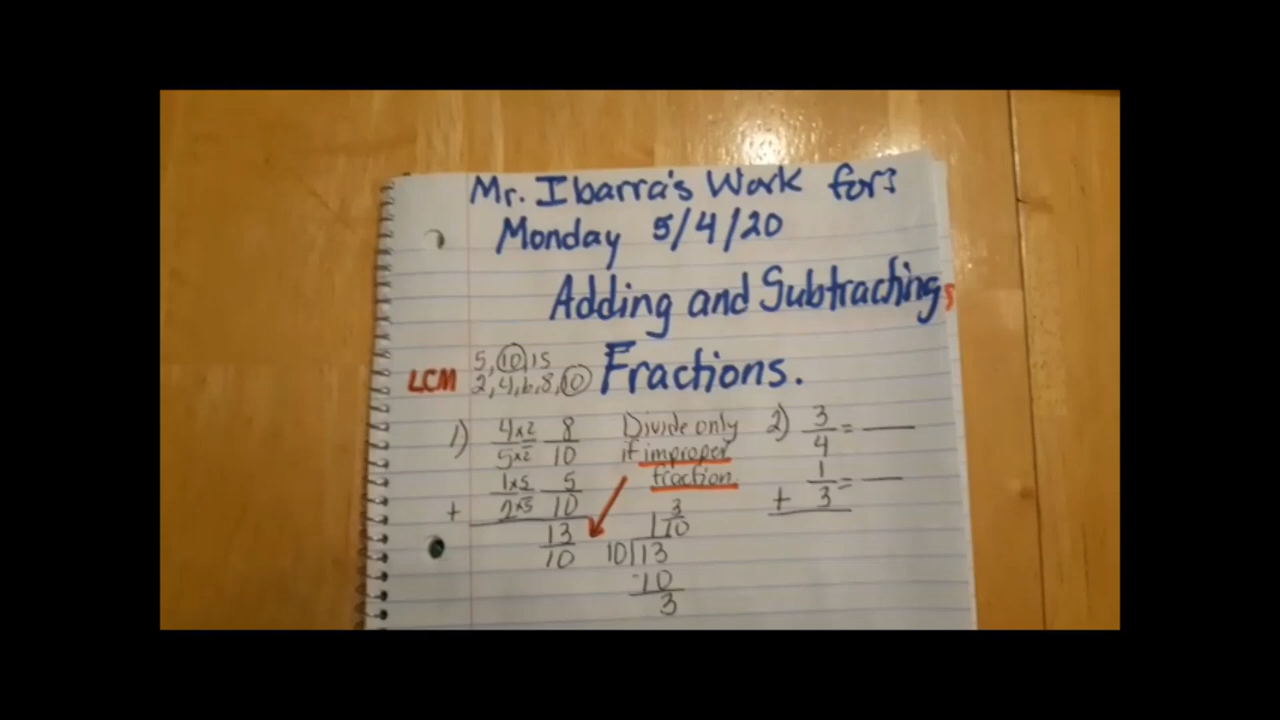 Mr. Ibarra's Work for:
Monday 5/4/20
Adding and Subtracting
Fractions.
LCM
5, 10, 15
2, 4, 6, 8, 10
1) 4x2 8
5x2 10
1x5 5
+ 2x5 10
13
10
Divide only
if improper
fraction.
3
1 10
10 13
-10
3
2) 3
4 = ___
1
+ 3 = ___